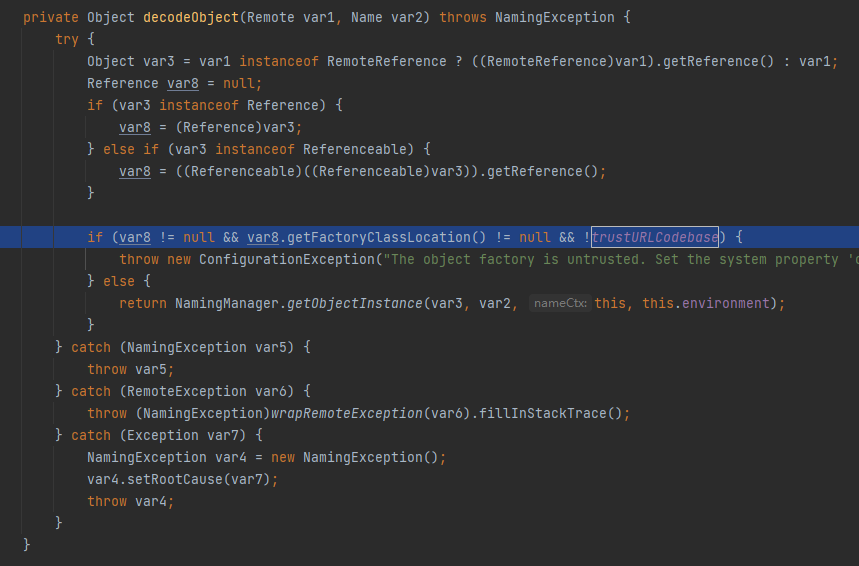 private Object decodeObject(Remote var1, Name var2) throws NamingException {
try {
Object var3 = var1 instanceof RemoteReference ? ((RemoteReference)var1).getReference() : var1;
Reference var8 = null;
if (var3 instanceof Reference) {
var8 = (Reference)var3;
} else if (var3 instanceof Referenceable) {
var8 = ((Referenceable)((Referenceable)var3)).getReference();
}
if (var8 != null && var8.getFactoryClassLocation() != null && !trustURLCodebase) {
throw new ConfigurationException("The object factory is untrusted. Set the system property '
} else {
return NamingManager.getObjectInstance(var3, var2, nameCtx: this, this.environment);
}
} catch (NamingException var5) {
throw var5;
} catch (RemoteException var6) {
throw (NamingException)wrapRemoteException(var6).fillInStackTrace();
} catch (Exception var7) {
NamingException var4 = new NamingException();
var4.setRootCause(var7);
throw var4;
}
}